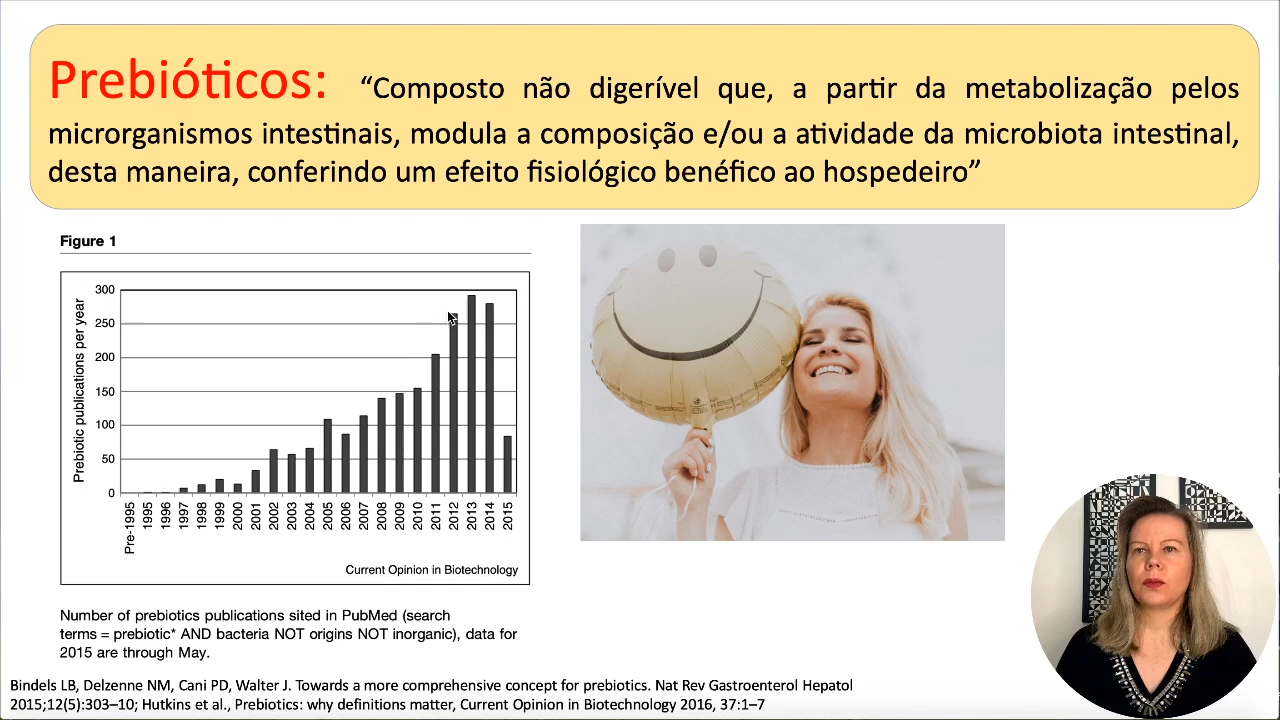 Prebióticos: “Composto não digerível que, a partir da metabolização pelos
microrganismos intestinais, modula a composição e/ou a atividade da microbiota intestinal,
desta maneira, conferindo um efeito fisiológico benéfico ao hospedeiro”
Figure 1
Prebiotic publications per year
300
250
200
150
100
50
0
Pre-1995
1995
1996
1997
1998
1999
2000
2001
2002
2003
2004
2005
2006
2007
2008
2009
2010
2011
2012
2013
2014
2015
Current Opinion in Biotechnology
Number of prebiotics publications sited in PubMed (search
terms = prebiotic* AND bacteria NOT origins NOT inorganic), data for
2015 are through May.
Bindels LB, Delzenne NM, Cani PD, Walter J. Towards a more comprehensive concept for prebiotics. Nat Rev Gastroenterol Hepatol
2015;12(5):303–10; Hutkins et al., Prebiotics: why definitions matter, Current Opinion in Biotechnology 2016, 37:1–7